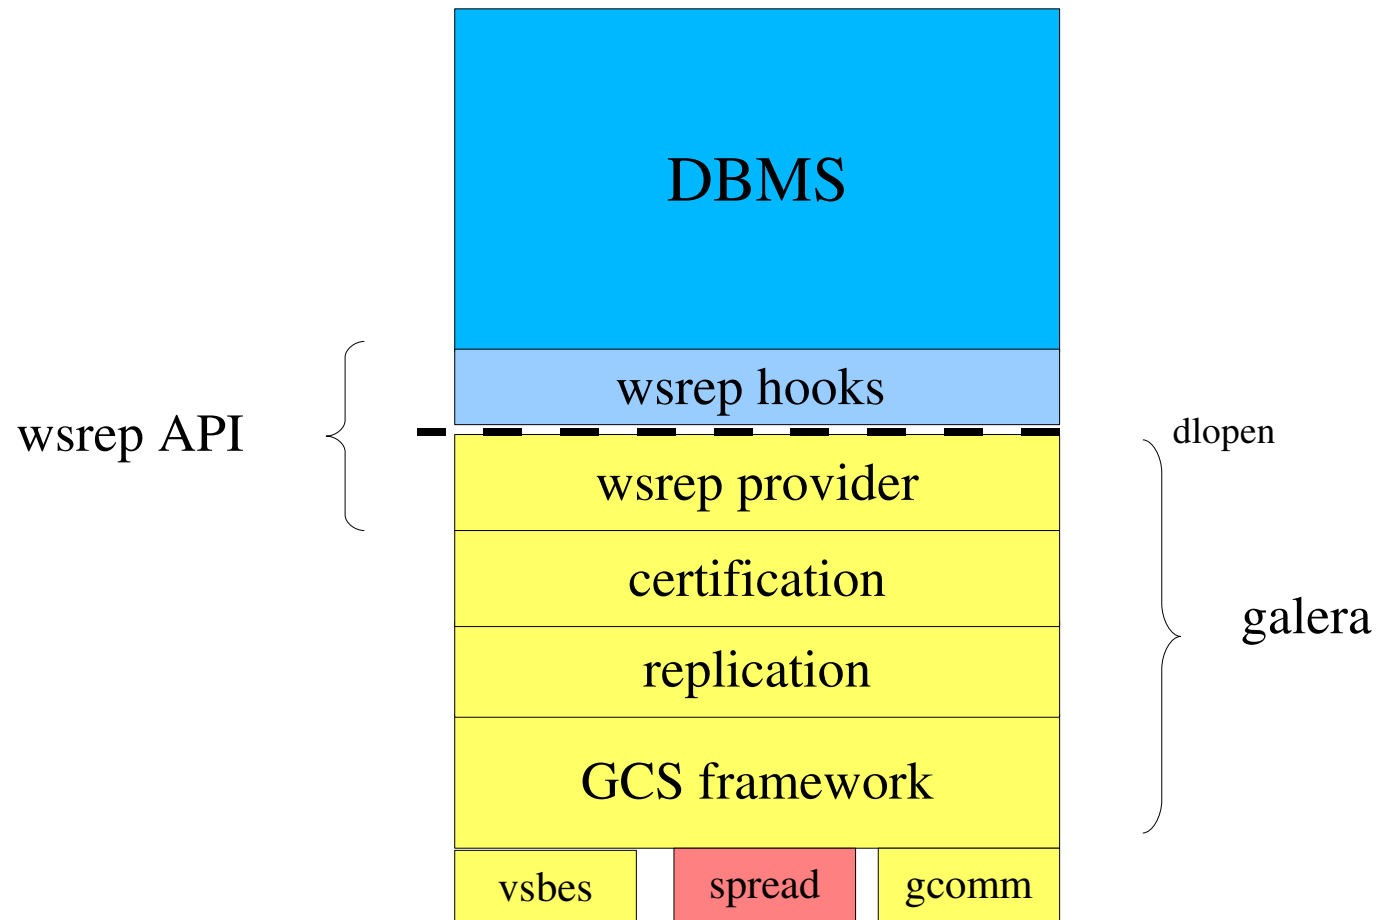 DBMS
wsrep hooks
wsrep API
dlopen
wsrep provider
certification
galera
replication
GCS framework
vsbes
spread
gcomm